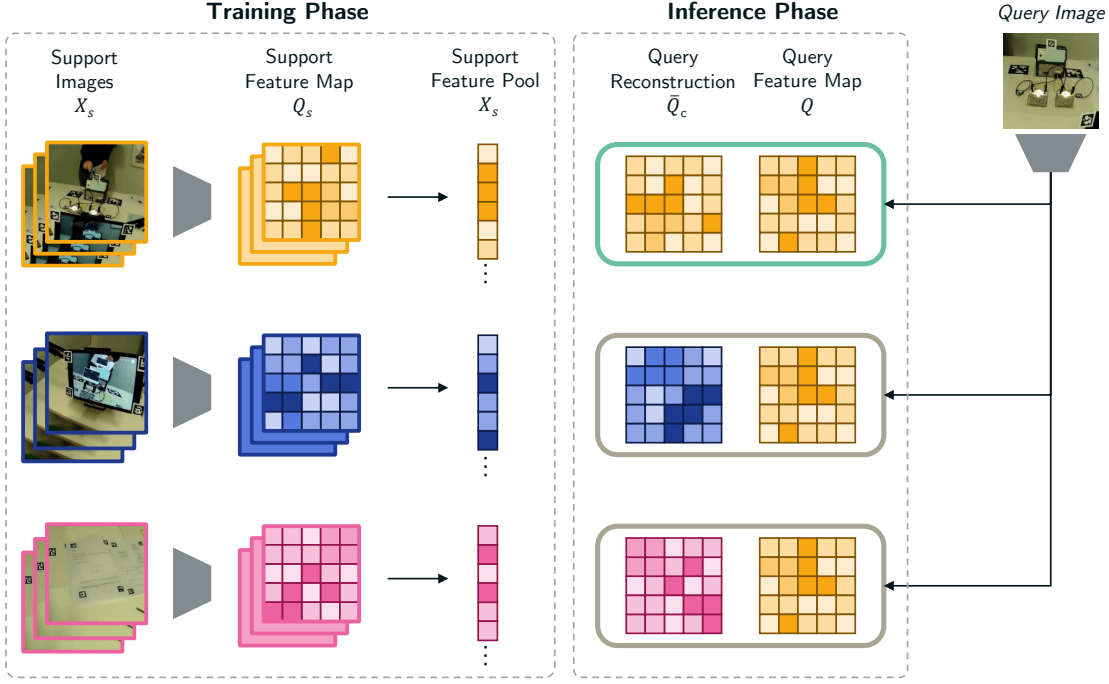 Training Phase
Inference Phase
Query Image
Support
Images
X_s
Support
Feature Map
Q_s
Support
Feature Pool
X_s
Query
Reconstruction
Q̄_c
Query
Feature Map
Q